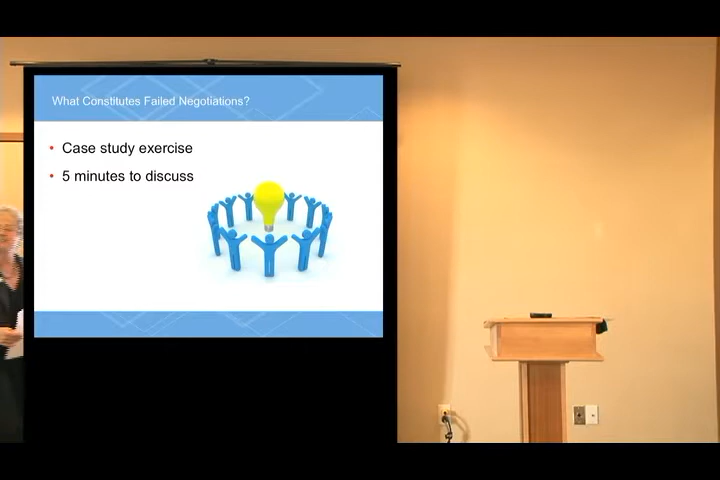 What Constitutes Failed Negotiations?
• Case study exercise
• 5 minutes to discuss